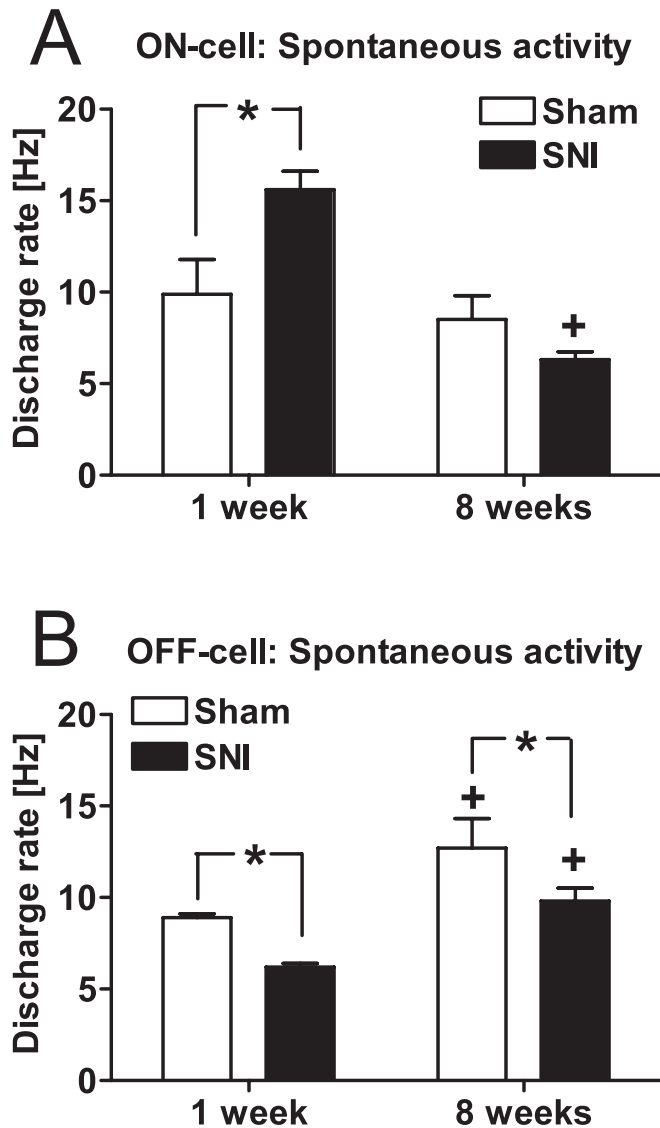 A ON-cell: Spontaneous activity
Discharge rate [Hz]
20
15
10
5
0
*
Sham
SNI
+
1 week 8 weeks
B OFF-cell: Spontaneous activity
Discharge rate [Hz]
20
15
10
5
0
Sham
SNI
*
*
+
+
1 week 8 weeks